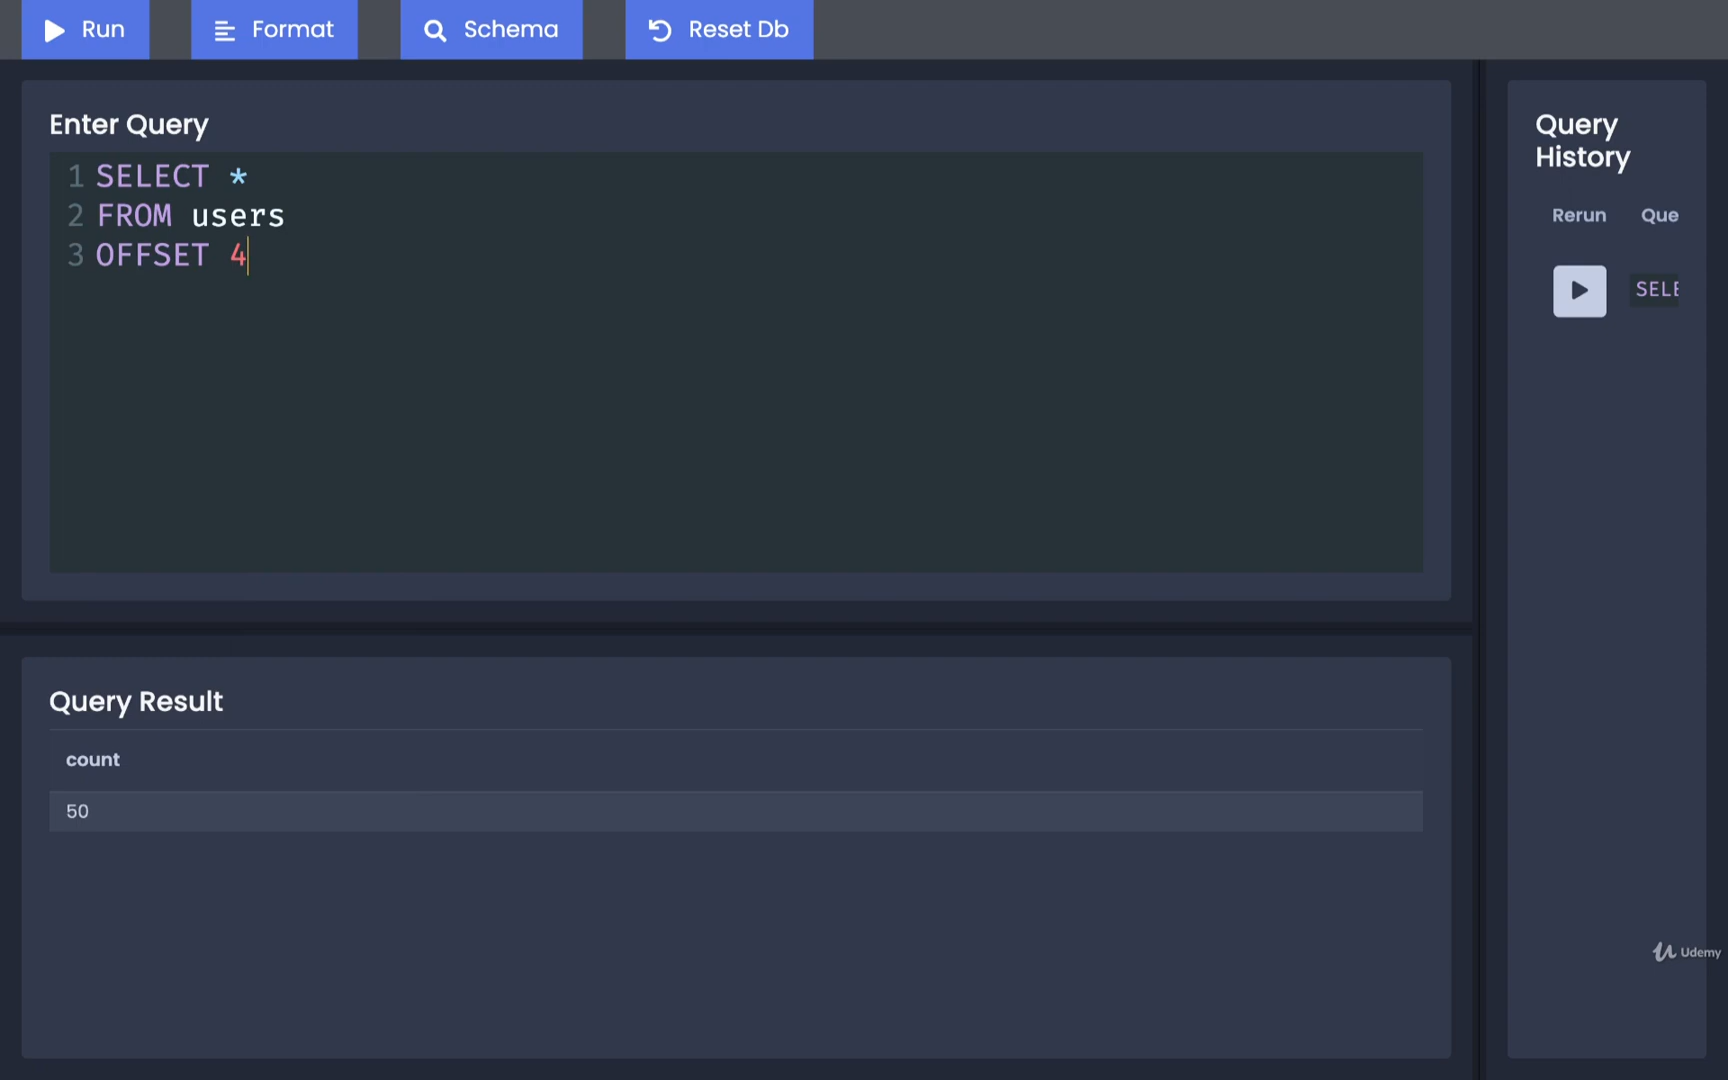 Run
Format
Schema
Reset Db
Enter Query
1 SELECT *
2 FROM users
3 OFFSET 4
Query Result
count
50
Query
History
Rerun Que
SELE
Udemy